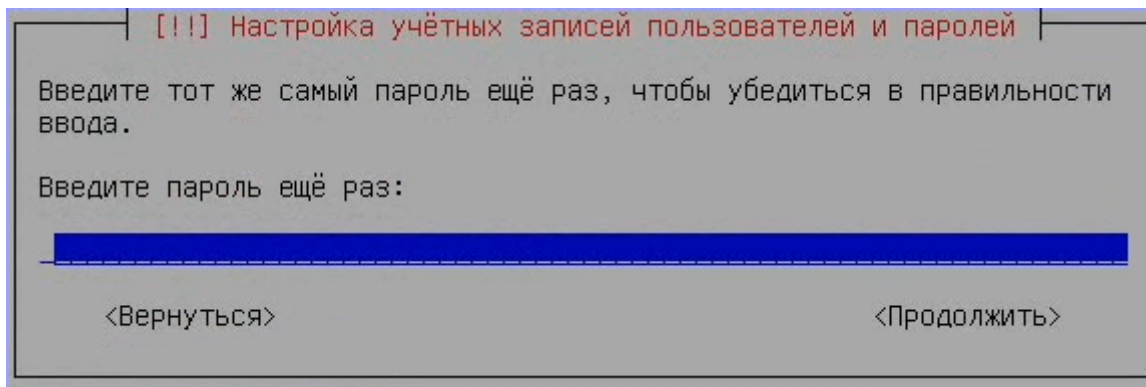 [!!] Настройка учётных записей пользователей и паролей
Введите тот же самый пароль ещё раз, чтобы убедиться в правильности
ввода.
Введите пароль ещё раз:
<Вернуться> <Продолжить>